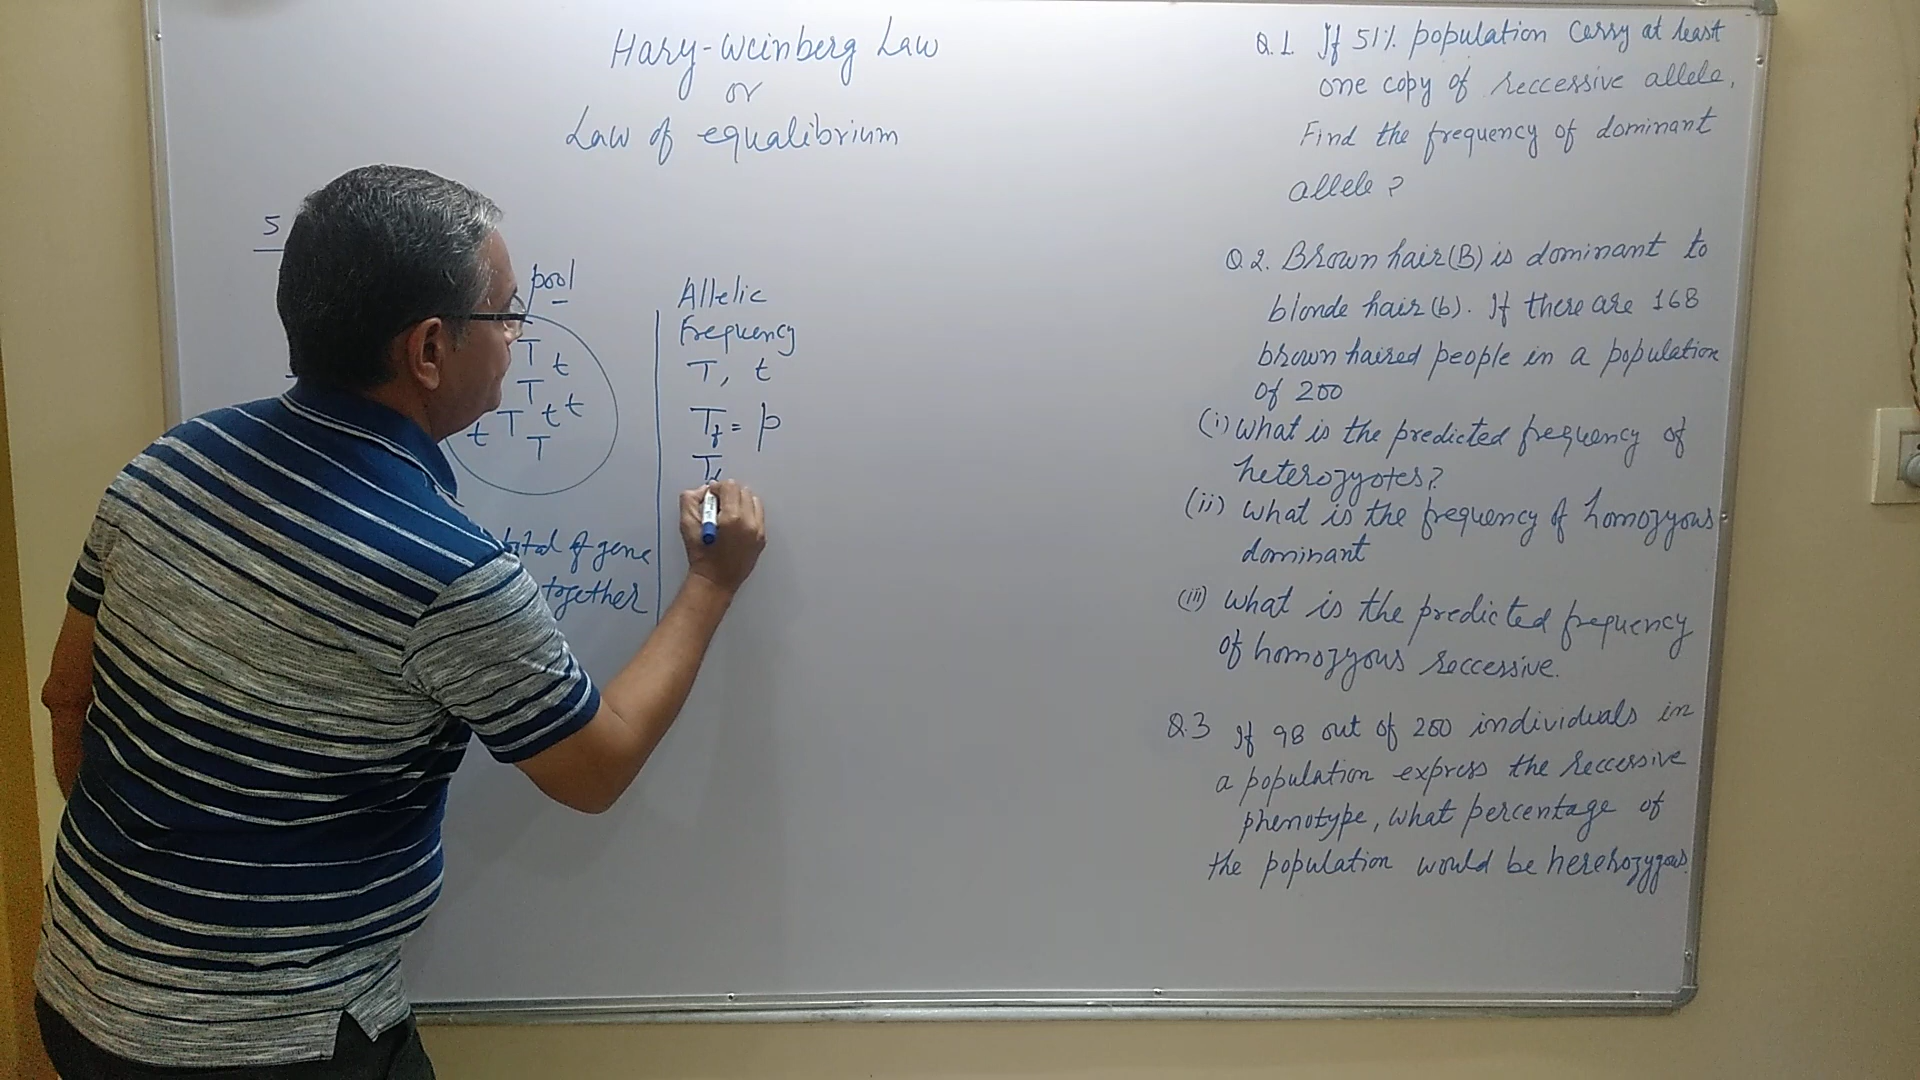 Hary-Weinberg Law
or
Law of equalibrium
5
pool
T t
T
t T t t
T
total of gene
together
Allelic
frequency
T, t
Tf = p
T
Q.1. If 51% population carry at least
one copy of reccessive allele,
Find the frequency of dominant
allele?
Q.2. Brown hair (B) is dominant to
blonde hair (b). If there are 168
brown haired people in a population
of 200
(i) What is the predicted frequency of
heterozyotes?
(ii) What is the frequency of homozyous
dominant
(iii) What is the predicted frequency
of homozyous reccessive.
Q.3 If 98 out of 200 individuals in
a population express the reccessive
phenotype, What percentage of
the population would be